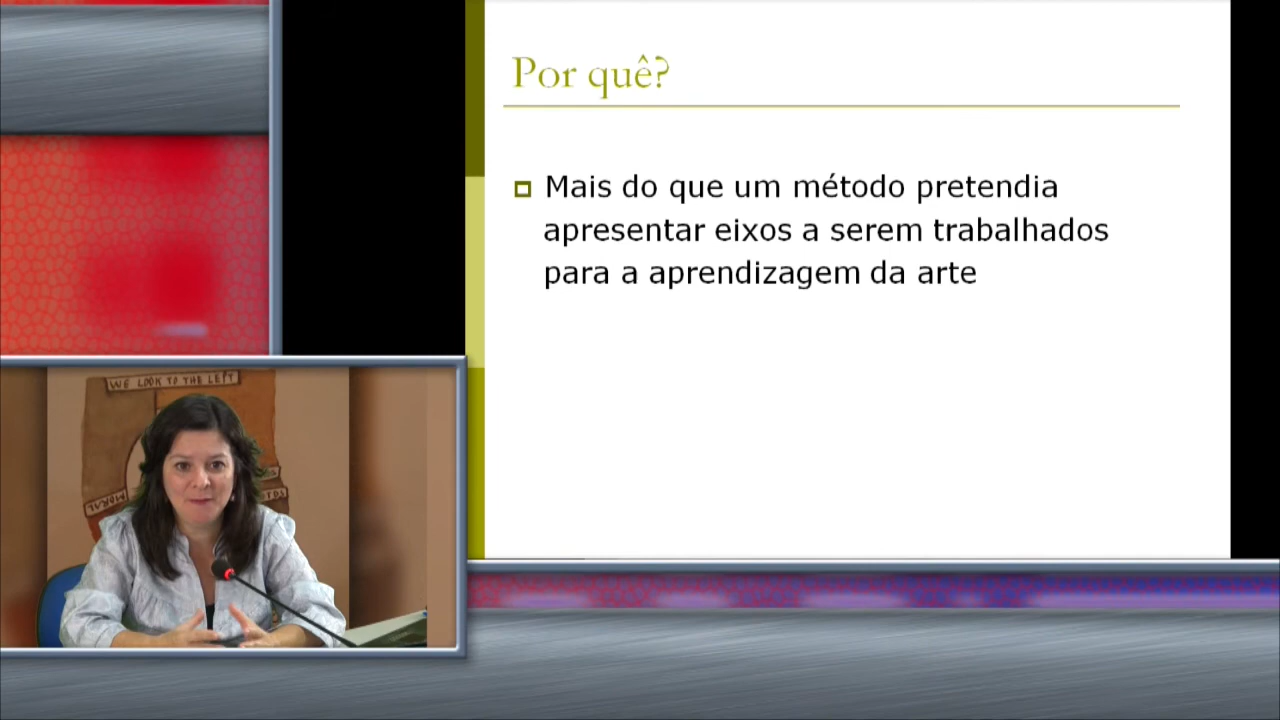 Por quê?
Mais do que um método pretendia
apresentar eixos a serem trabalhados
para a aprendizagem da arte
WE LOOK TO THE LEFT
MORAL